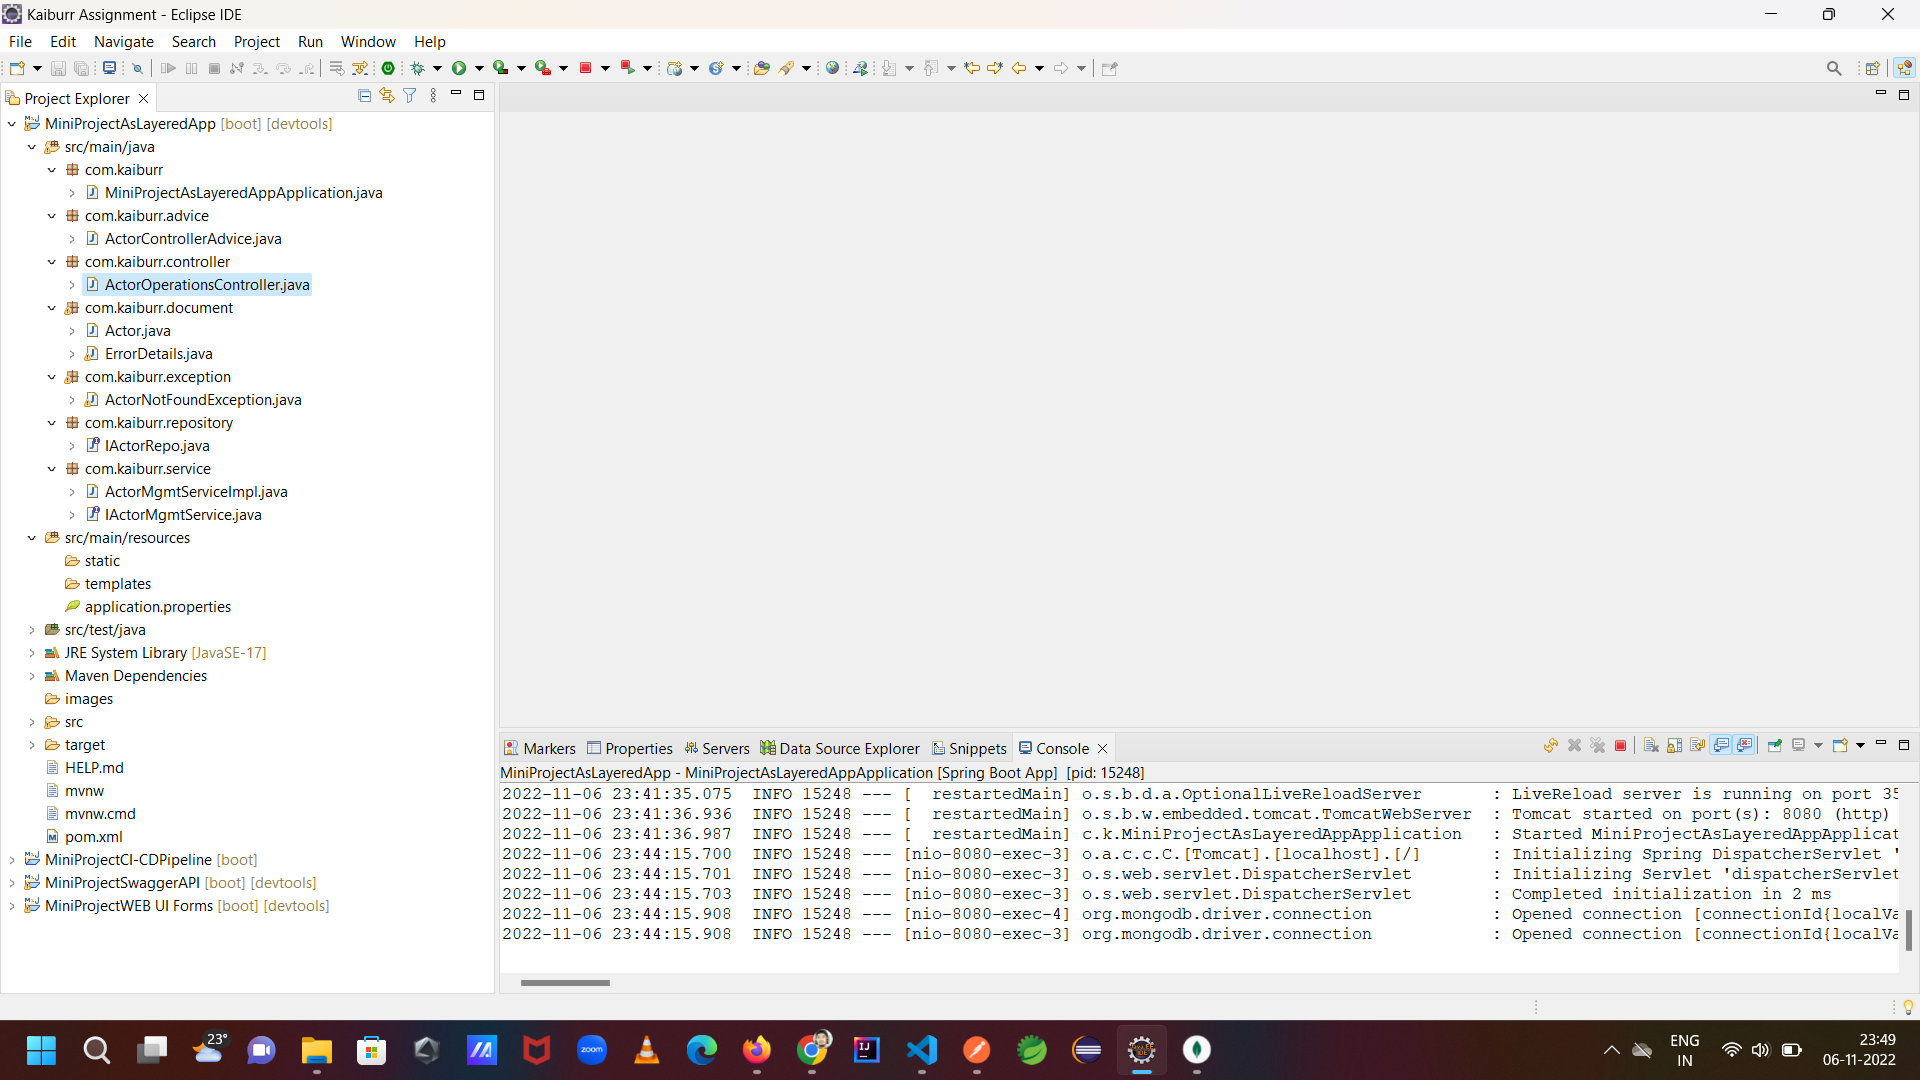 Kaiburr Assignment - Eclipse IDE
File Edit Navigate Search Project Run Window Help
Project Explorer
MiniProjectAsLayeredApp [boot] [devtools]
src/main/java
com.kaiburr
MiniProjectAsLayeredAppApplication.java
com.kaiburr.advice
ActorControllerAdvice.java
com.kaiburr.controller
ActorOperationsController.java
com.kaiburr.document
Actor.java
ErrorDetails.java
com.kaiburr.exception
ActorNotFoundException.java
com.kaiburr.repository
IActorRepo.java
com.kaiburr.service
ActorMgmtServiceImpl.java
IActorMgmtService.java
src/main/resources
static
templates
application.properties
src/test/java
JRE System Library [JavaSE-17]
Maven Dependencies
images
src
target
HELP.md
mvnw
mvnw.cmd
pom.xml
MiniProjectCI-CDPipeline [boot]
MiniProjectSwaggerAPI [boot] [devtools]
MiniProjectWEB UI Forms [boot] [devtools]
Markers Properties Servers Data Source Explorer Snippets Console
MiniProjectAsLayeredApp - MiniProjectAsLayeredAppApplication [Spring Boot App] [pid: 15248]
2022-11-06 23:41:35.075 INFO 15248 --- [ restartedMain] o.s.b.d.a.OptionalLiveReloadServer : LiveReload server is running on port 35
2022-11-06 23:41:36.936 INFO 15248 --- [ restartedMain] o.s.b.w.embedded.tomcat.TomcatWebServer : Tomcat started on port(s): 8080 (http)
2022-11-06 23:41:36.987 INFO 15248 --- [ restartedMain] c.k.MiniProjectAsLayeredAppApplication : Started MiniProjectAsLayeredAppApplicat
2022-11-06 23:44:15.700 INFO 15248 --- [nio-8080-exec-3] o.a.c.c.C.[Tomcat].[localhost].[/] : Initializing Spring DispatcherServlet '
2022-11-06 23:44:15.701 INFO 15248 --- [nio-8080-exec-3] o.s.web.servlet.DispatcherServlet : Initializing Servlet 'dispatcherServlet
2022-11-06 23:44:15.703 INFO 15248 --- [nio-8080-exec-3] o.s.web.servlet.DispatcherServlet : Completed initialization in 2 ms
2022-11-06 23:44:15.908 INFO 15248 --- [nio-8080-exec-4] org.mongodb.driver.connection : Opened connection [connectionId{localVa
2022-11-06 23:44:15.908 INFO 15248 --- [nio-8080-exec-3] org.mongodb.driver.connection : Opened connection [connectionId{localVa
23°
zoom
ENG
IN
23:49
06-11-2022